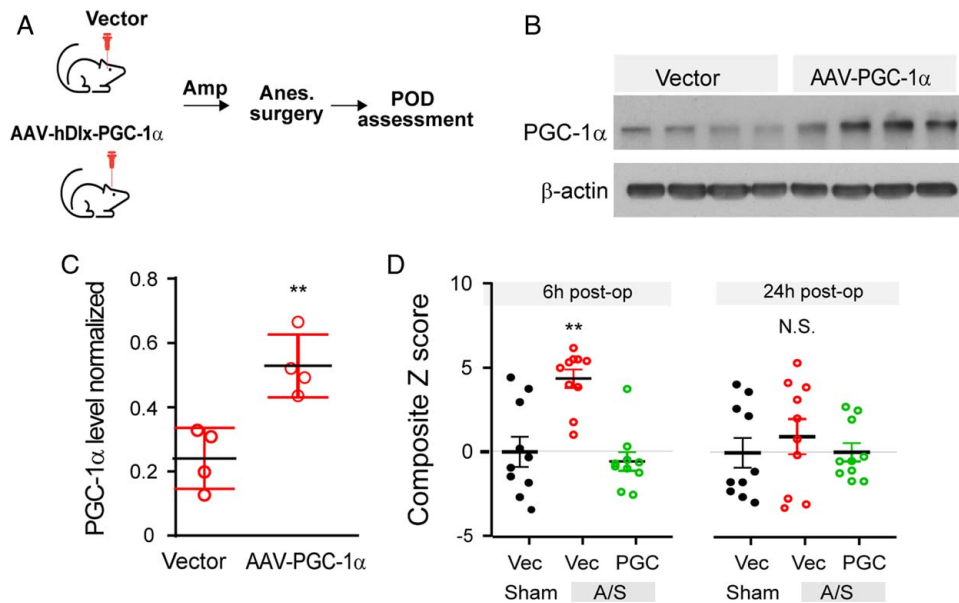 A
Vector
AAV-hDlx-PGC-1α
Amp
Anes.
surgery
POD
assessment
B
Vector
AAV-PGC-1α
PGC-1α
β-actin
C
PGC-1α level normalized
0.8
0.6
0.4
0.2
0
**
Vector
AAV-PGC-1α
D
Composite Z score
10
5
0
-5
6h post-op
**
Vec
Vec
PGC
Sham
A/S
24h post-op
N.S.
Vec
Vec
PGC
Sham
A/S